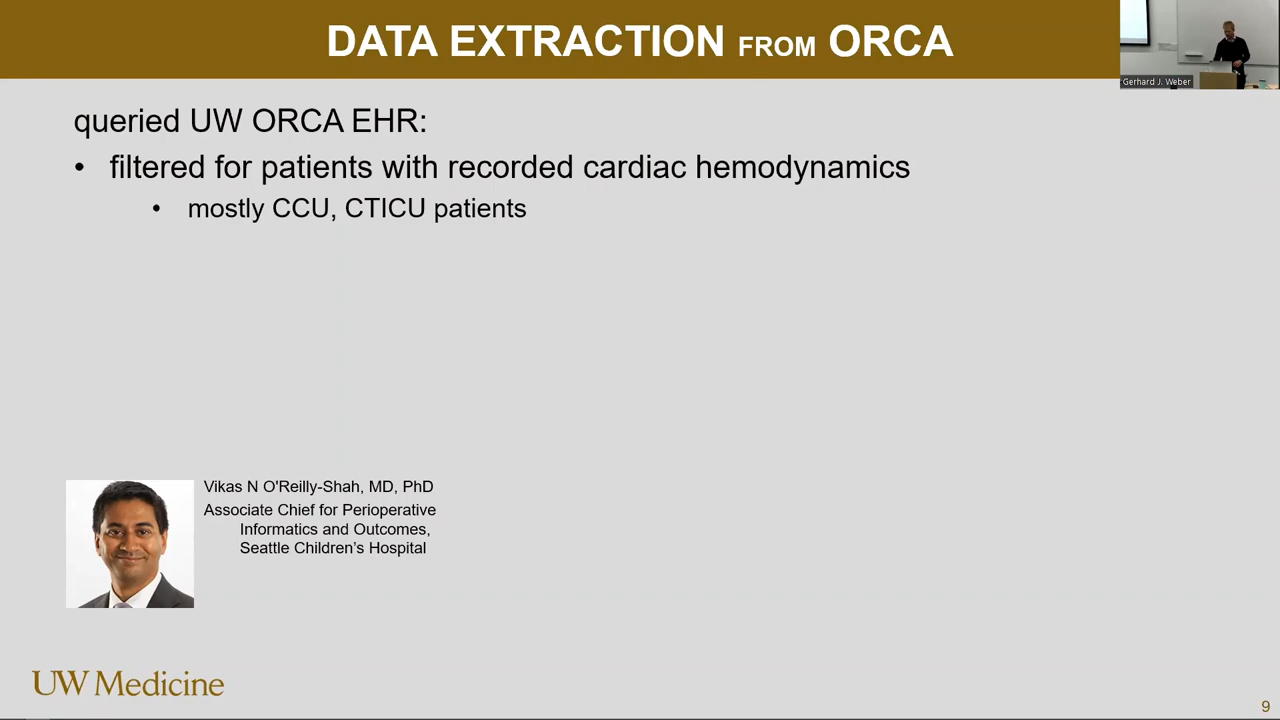 DATA EXTRACTION FROM ORCA
Gerhard J. Weber
queried UW ORCA EHR:
• filtered for patients with recorded cardiac hemodynamics
• mostly CCU, CTICU patients
Vikas N O'Reilly-Shah, MD, PhD
Associate Chief for Perioperative
Informatics and Outcomes,
Seattle Children’s Hospital
UW Medicine
9